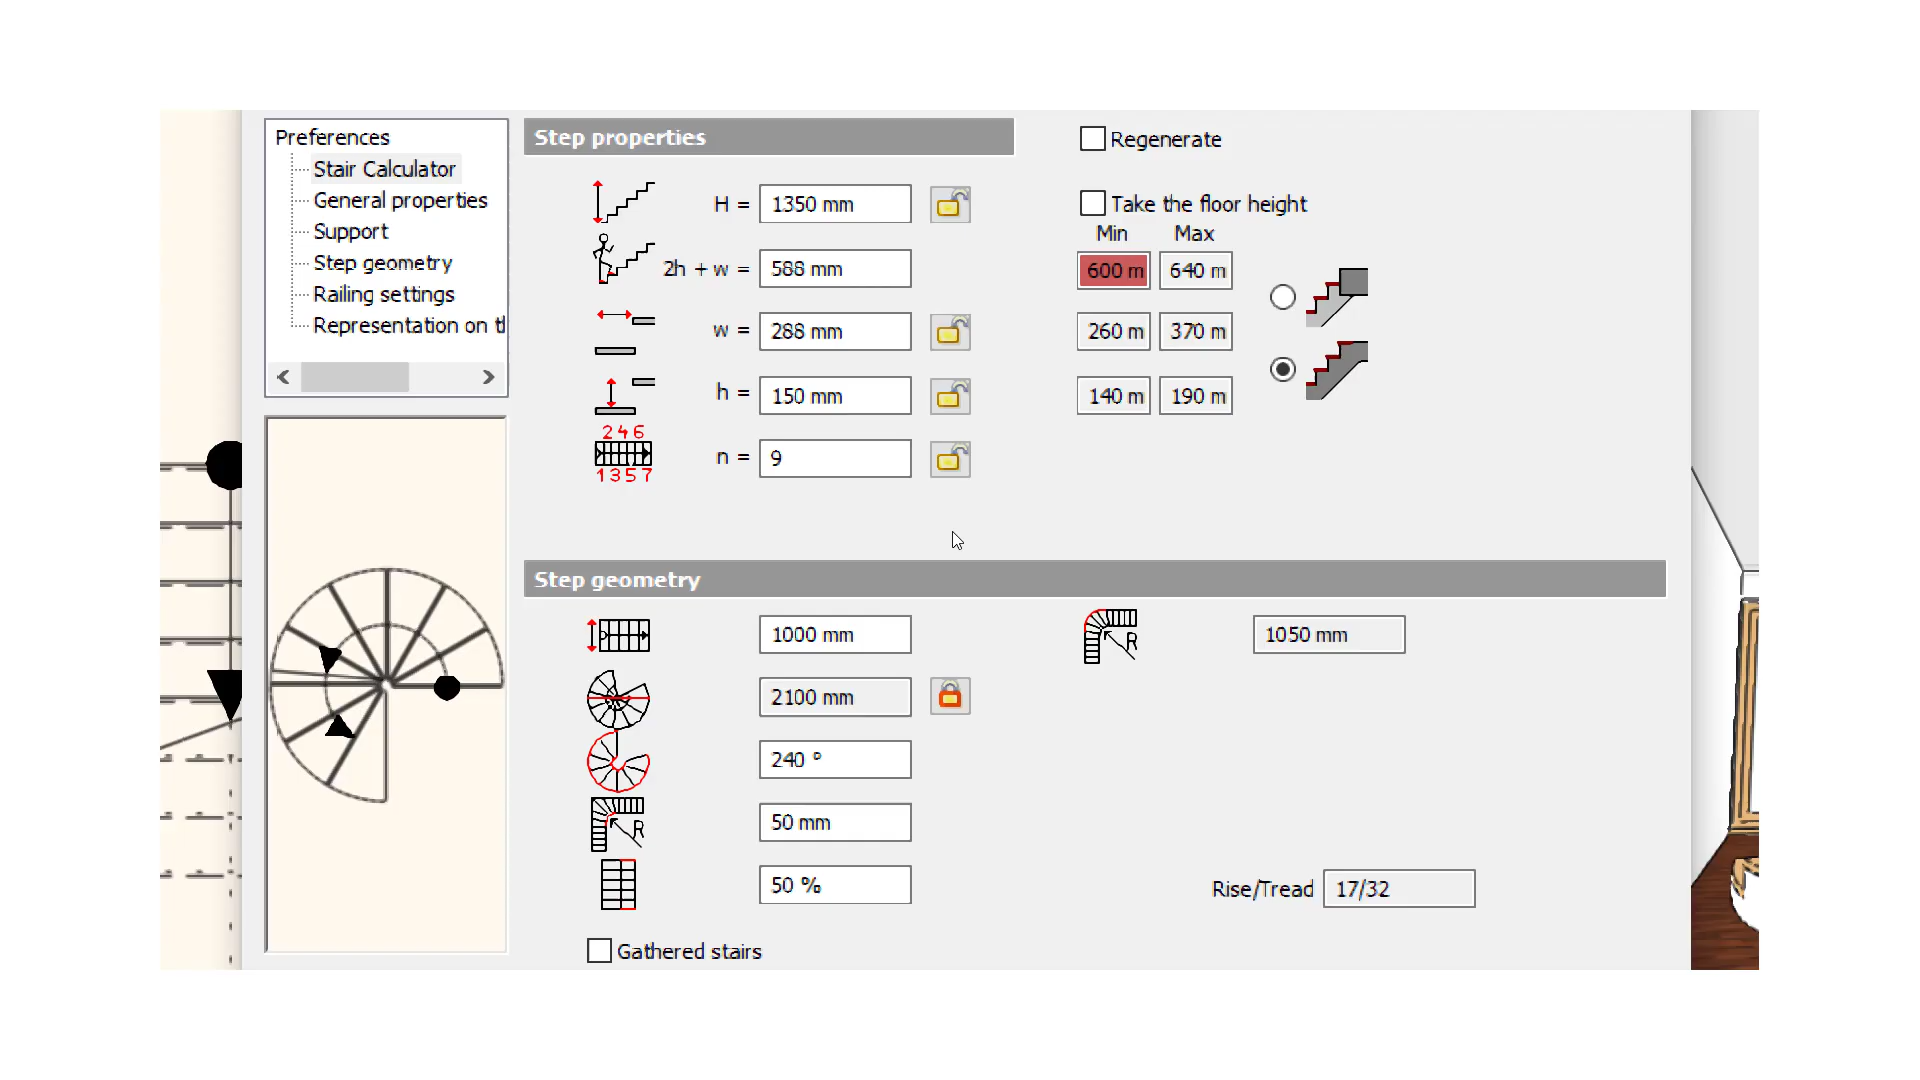 Preferences
Stair Calculator
General properties
Support
Step geometry
Railing settings
Representation on t
Step properties
H = 1350 mm
2h + w = 588 mm
w = 288 mm
h = 150 mm
2 4 6
1 3 5 7
n = 9
Regenerate
Take the floor height
Min Max
600 m 640 m
260 m 370 m
140 m 190 m
Step geometry
1000 mm
R
1050 mm
2100 mm
240 °
R
50 mm
50 %
Rise/Tread 17/32
Gathered stairs